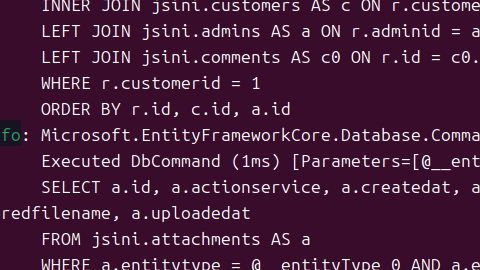 INNER JOIN jsini.customers AS c ON r.custome
LEFT JOIN jsini.admins AS a ON r.adminid = a
LEFT JOIN jsini.comments AS c0 ON r.id = c0.
WHERE r.customerid = 1
ORDER BY r.id, c.id, a.id
fo: Microsoft.EntityFrameworkCore.Database.Comma
Executed DbCommand (1ms) [Parameters=[@__ent
SELECT a.id, a.actionservice, a.createdat, a
redfilename, a.uploadedat
FROM jsini.attachments AS a
WHERE a.entitytype = @__entityType_0 AND a.e